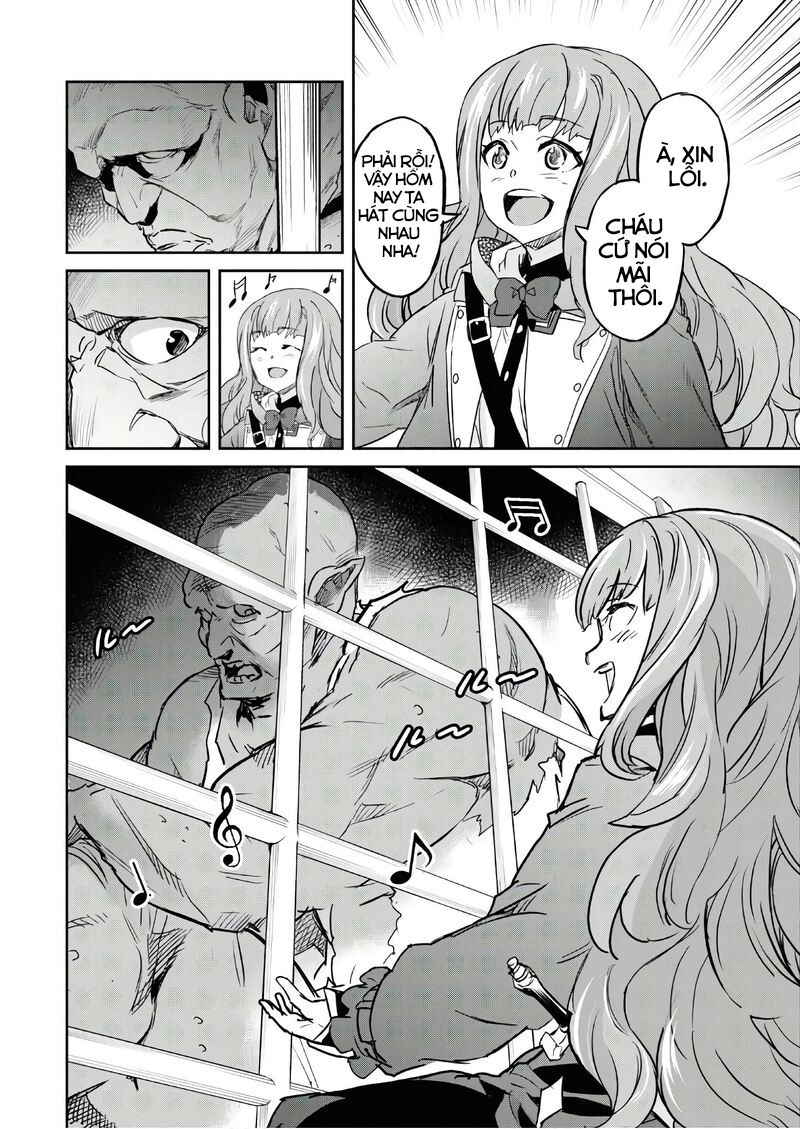 À, XIN
LỖI.
CHÁU
CỨ NÓI
MÃI
THÔI.
PHẢI RỒI!
VẬY HÔM
NAY TA
HÁT CÙNG
NHAU
NHA!
ル〜
ル〜
ル〜